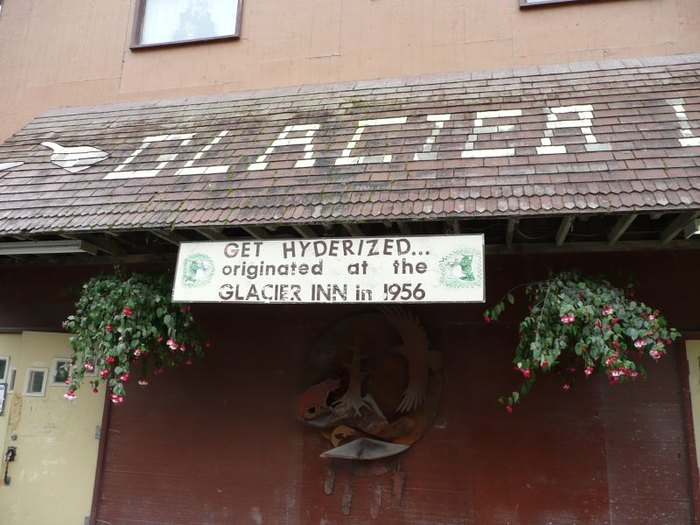 GLACIER I
GET HYDERIZED...
originated at the
GLACIER INN in 1956